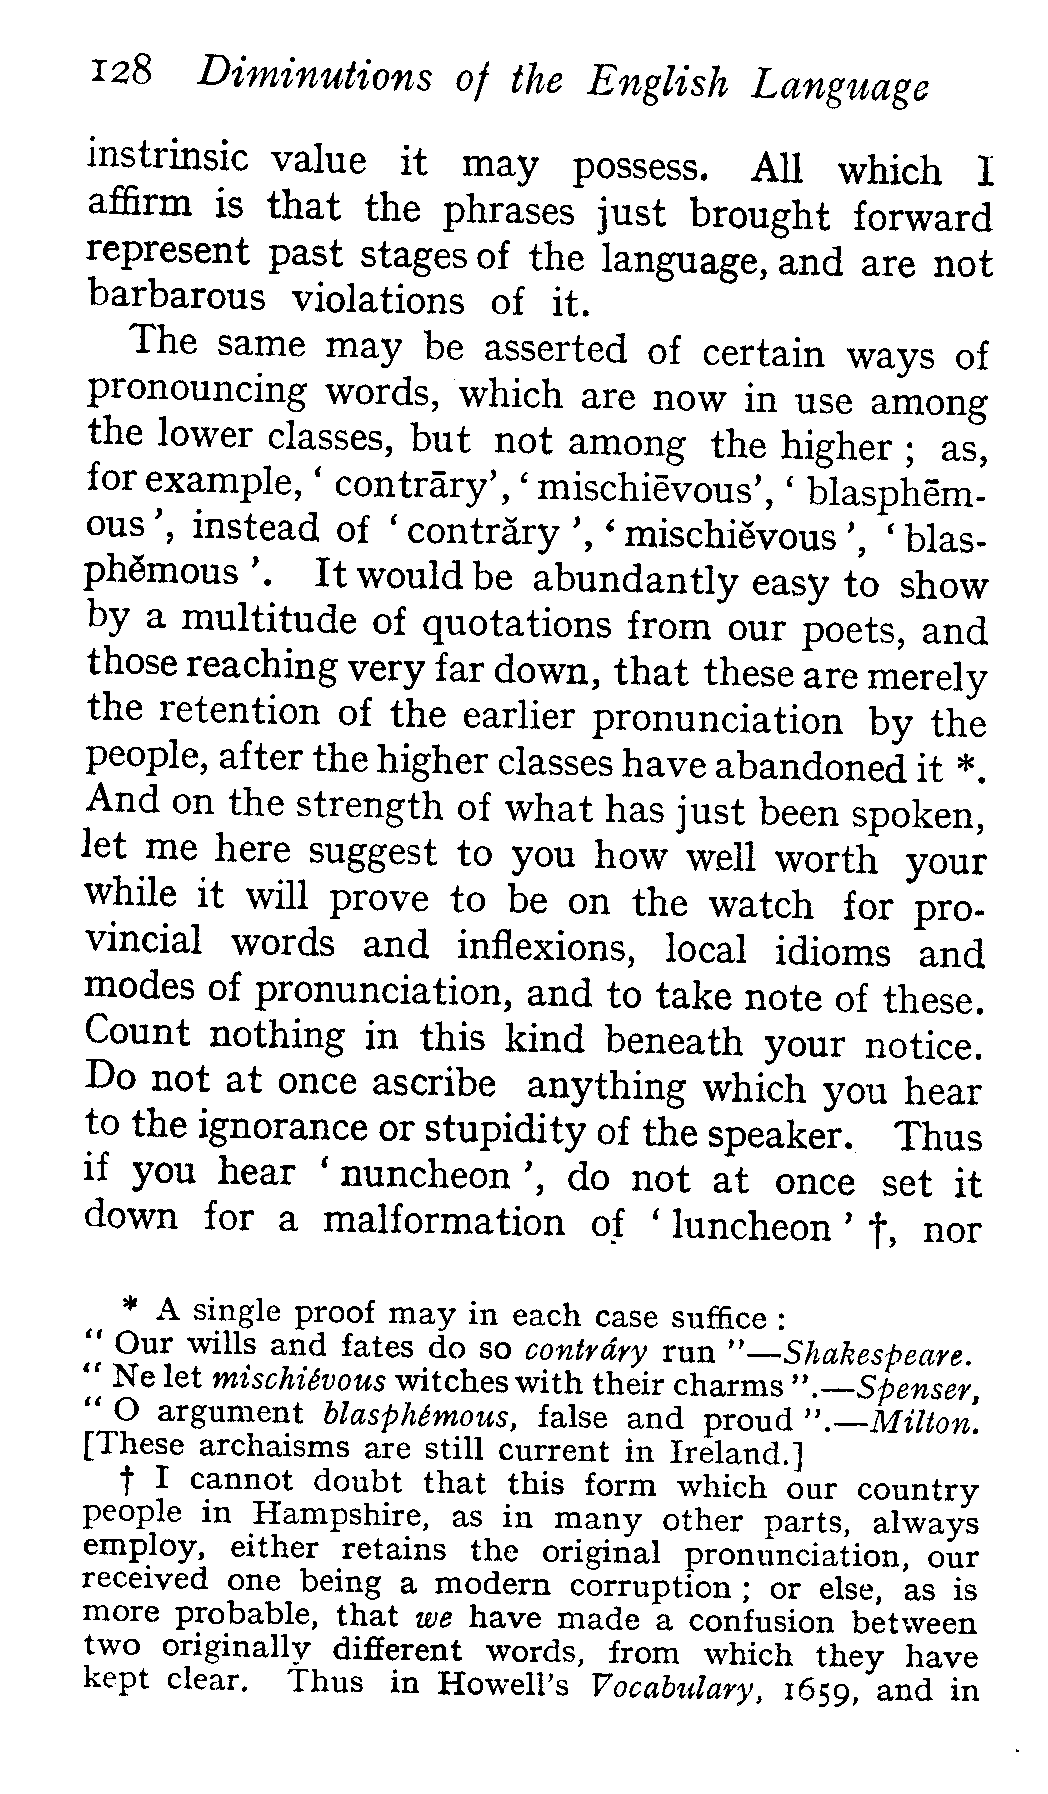 128 Diminutions of the English Language
instrinsic value it may possess. All which I
affirm is that the phrases just brought forward
represent past stages of the language, and are not
barbarous violations of it.
The same may be asserted of certain ways of
pronouncing words, which are now in use among
the lower classes, but not among the higher ; as,
for example, ‘ contrāry’, ‘ mischiēvous’, ‘ blasphēm-
ous ’, instead of ‘ contrăry ’, ‘ mischiĕvous ’, ‘ blas-
phĕmous ’. It would be abundantly easy to show
by a multitude of quotations from our poets, and
those reaching very far down, that these are merely
the retention of the earlier pronunciation by the
people, after the higher classes have abandoned it *.
And on the strength of what has just been spoken,
let me here suggest to you how well worth your
while it will prove to be on the watch for pro-
vincial words and inflexions, local idioms and
modes of pronunciation, and to take note of these.
Count nothing in this kind beneath your notice.
Do not at once ascribe anything which you hear
to the ignorance or stupidity of the speaker. Thus
if you hear ‘ nuncheon ’, do not at once set it
down for a malformation of ‘ luncheon ’ †, nor
* A single proof may in each case suffice :
“ Our wills and fates do so contráry run ”—Shakespeare.
“ Ne let mischiévous witches with their charms ”.—Spenser,
“ O argument blasphémous, false and proud ”.—Milton.
[These archaisms are still current in Ireland.]
† I cannot doubt that this form which our country
people in Hampshire, as in many other parts, always
employ, either retains the original pronunciation, our
received one being a modern corruption ; or else, as is
more probable, that we have made a confusion between
two originally different words, from which they have
kept clear. Thus in Howell’s Vocabulary, 1659, and in